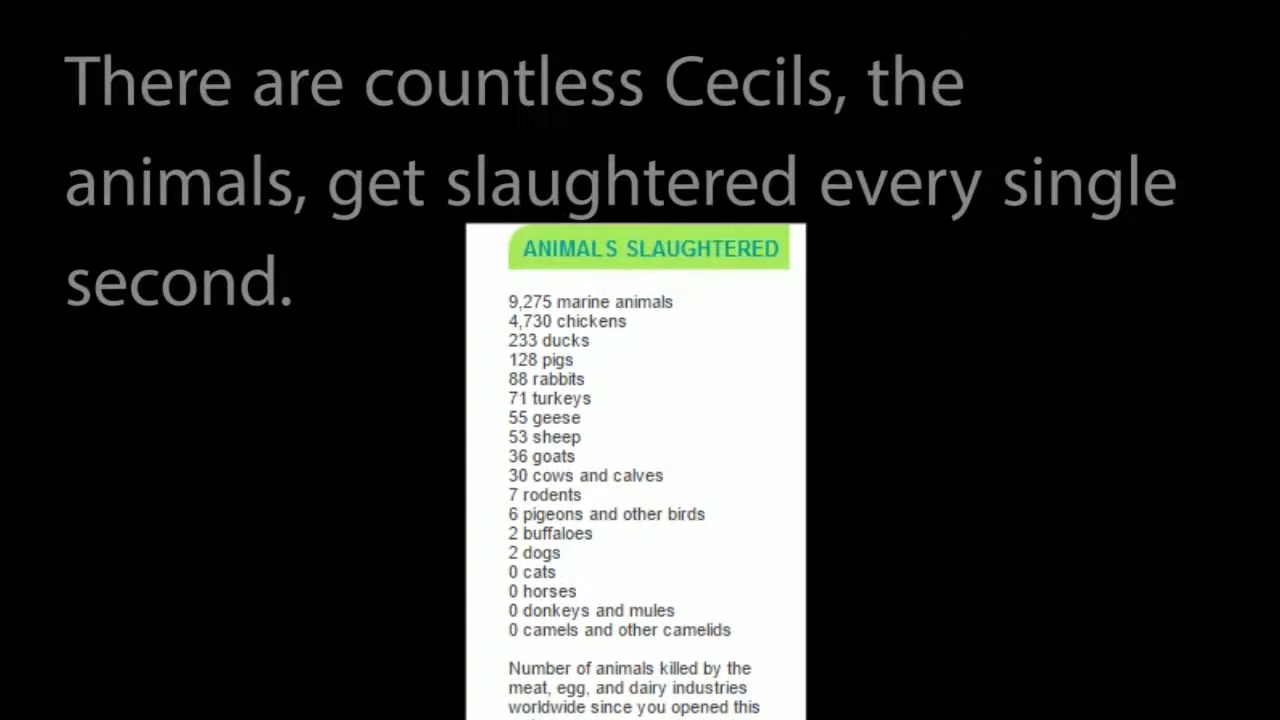 There are countless Cecils, the
animals, get slaughtered every single
second.
ANIMALS SLAUGHTERED
9,275 marine animals
4,730 chickens
233 ducks
128 pigs
88 rabbits
71 turkeys
55 geese
53 sheep
36 goats
30 cows and calves
7 rodents
6 pigeons and other birds
2 buffaloes
2 dogs
0 cats
0 horses
0 donkeys and mules
0 camels and other camelids
Number of animals killed by the
meat, egg, and dairy industries
worldwide since you opened this